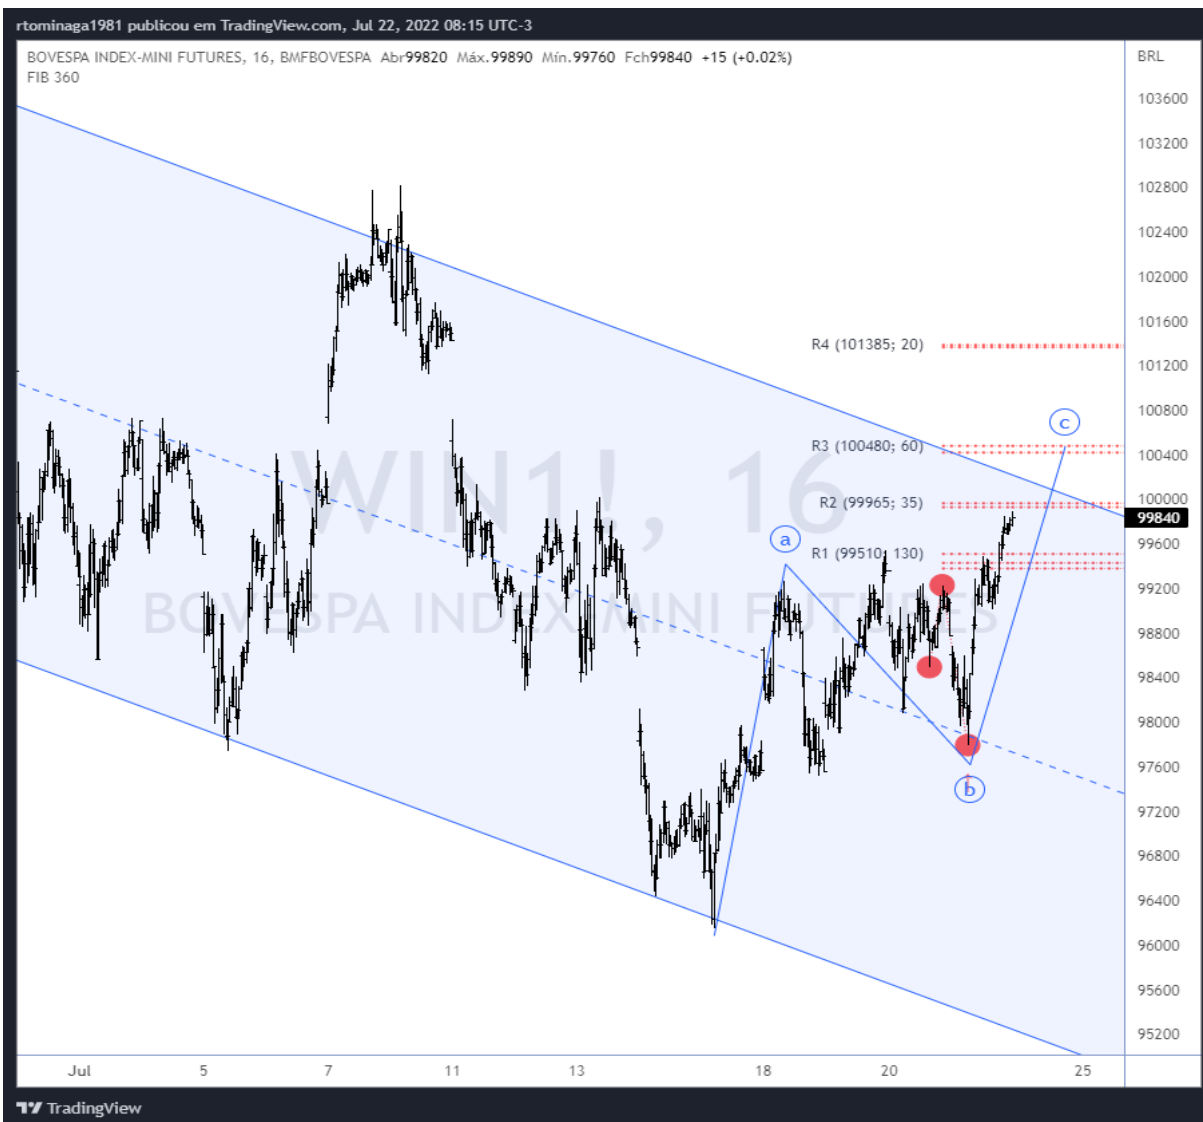 rtominaga1981 publicou em TradingView.com, Jul 22, 2022 08:15 UTC-3
BOVESPA INDEX-MINI FUTURES, 16, BMFBOVESPA Abr99820 Máx.99890 Mín.99760 Fch99840 +15 (+0.02%)
FIB 360
BRL
103600
103200
102800
102400
102000
101600
101200
100800
100400
100000
99840
99600
99200
98800
98400
98000
97600
97200
96800
96400
96000
95600
95200
R4 (101385; 20)
R3 (100480; 60)
R2 (99965; 35)
R1 (99510; 130)
c
a
b
WIN1!, 16
BOVESPA INDEX-MINI FUTURES
Jul 5 7 11 13 18 20 25
TradingView